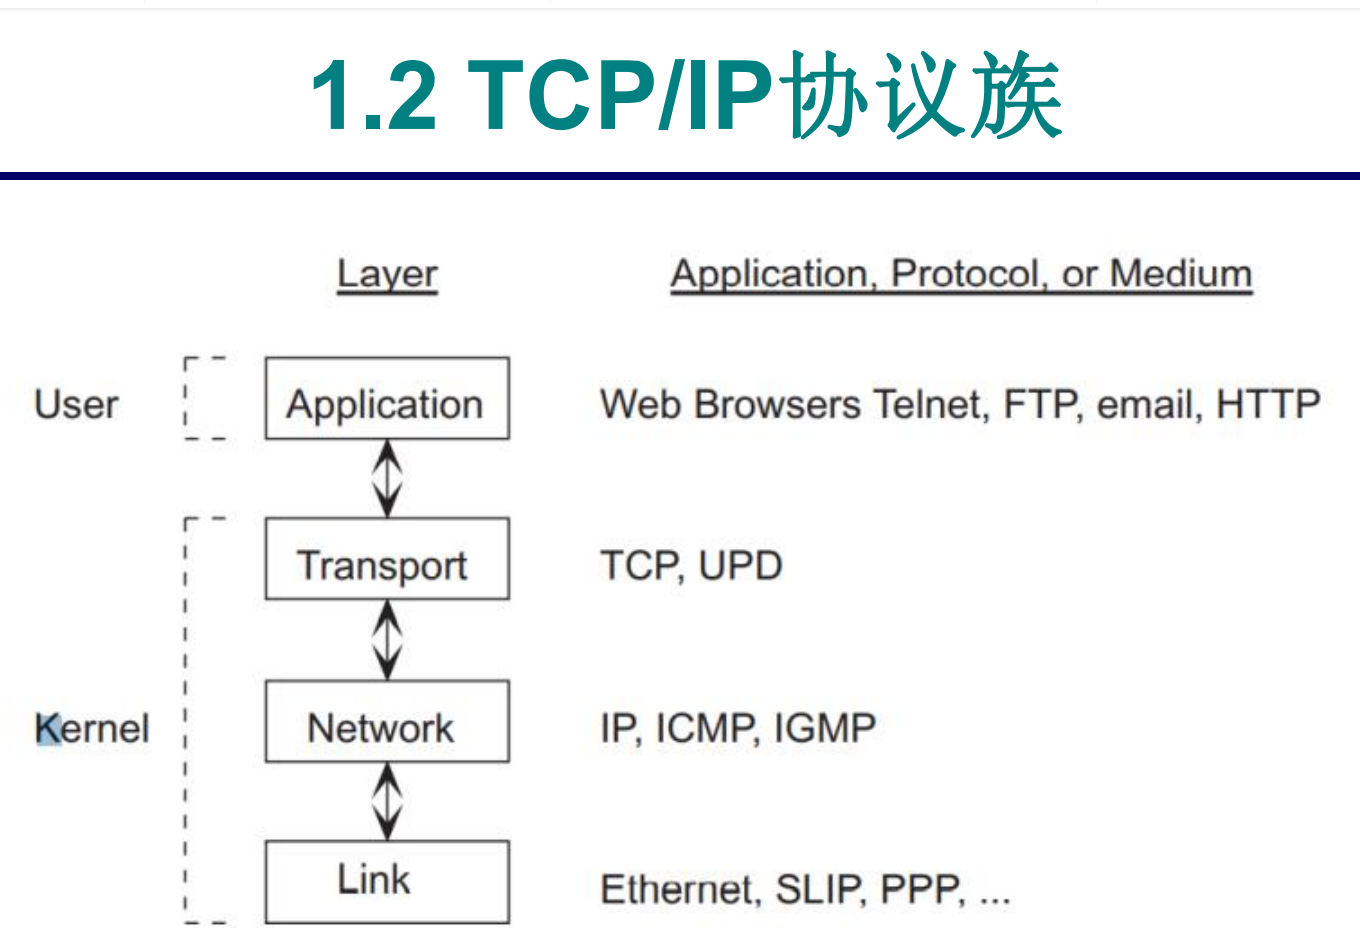 1.2 TCP/IP协议族
Layer Application, Protocol, or Medium
User Application Web Browsers Telnet, FTP, email, HTTP
Transport TCP, UPD
Kernel Network IP, ICMP, IGMP
Link Ethernet, SLIP, PPP, ...